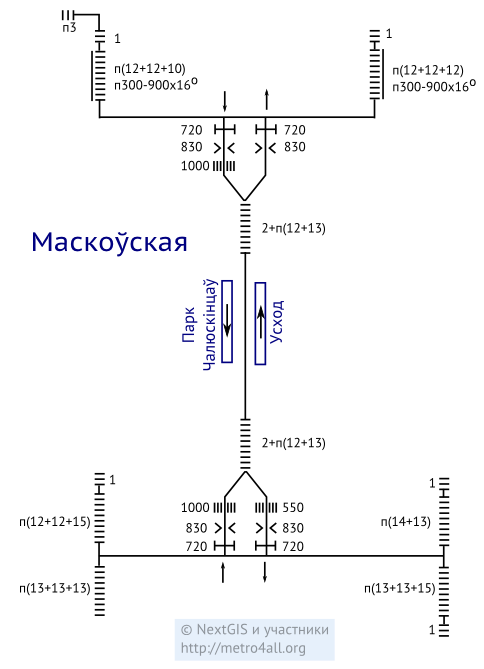 п3
1
1
п(12+12+10)
п300-900х16⁰
п(12+12+12)
п300-900х16⁰
720
720
830
830
1000
2+п(12+13)
Маскоўская
Парк
Чалюскінцаў
Усход
2+п(12+13)
1
1
1000
550
п(12+12+15)
830
830
п(14+13)
720
720
п(13+13+13)
п(13+13+15)
1
© NextGIS и участники
http://metro4all.org